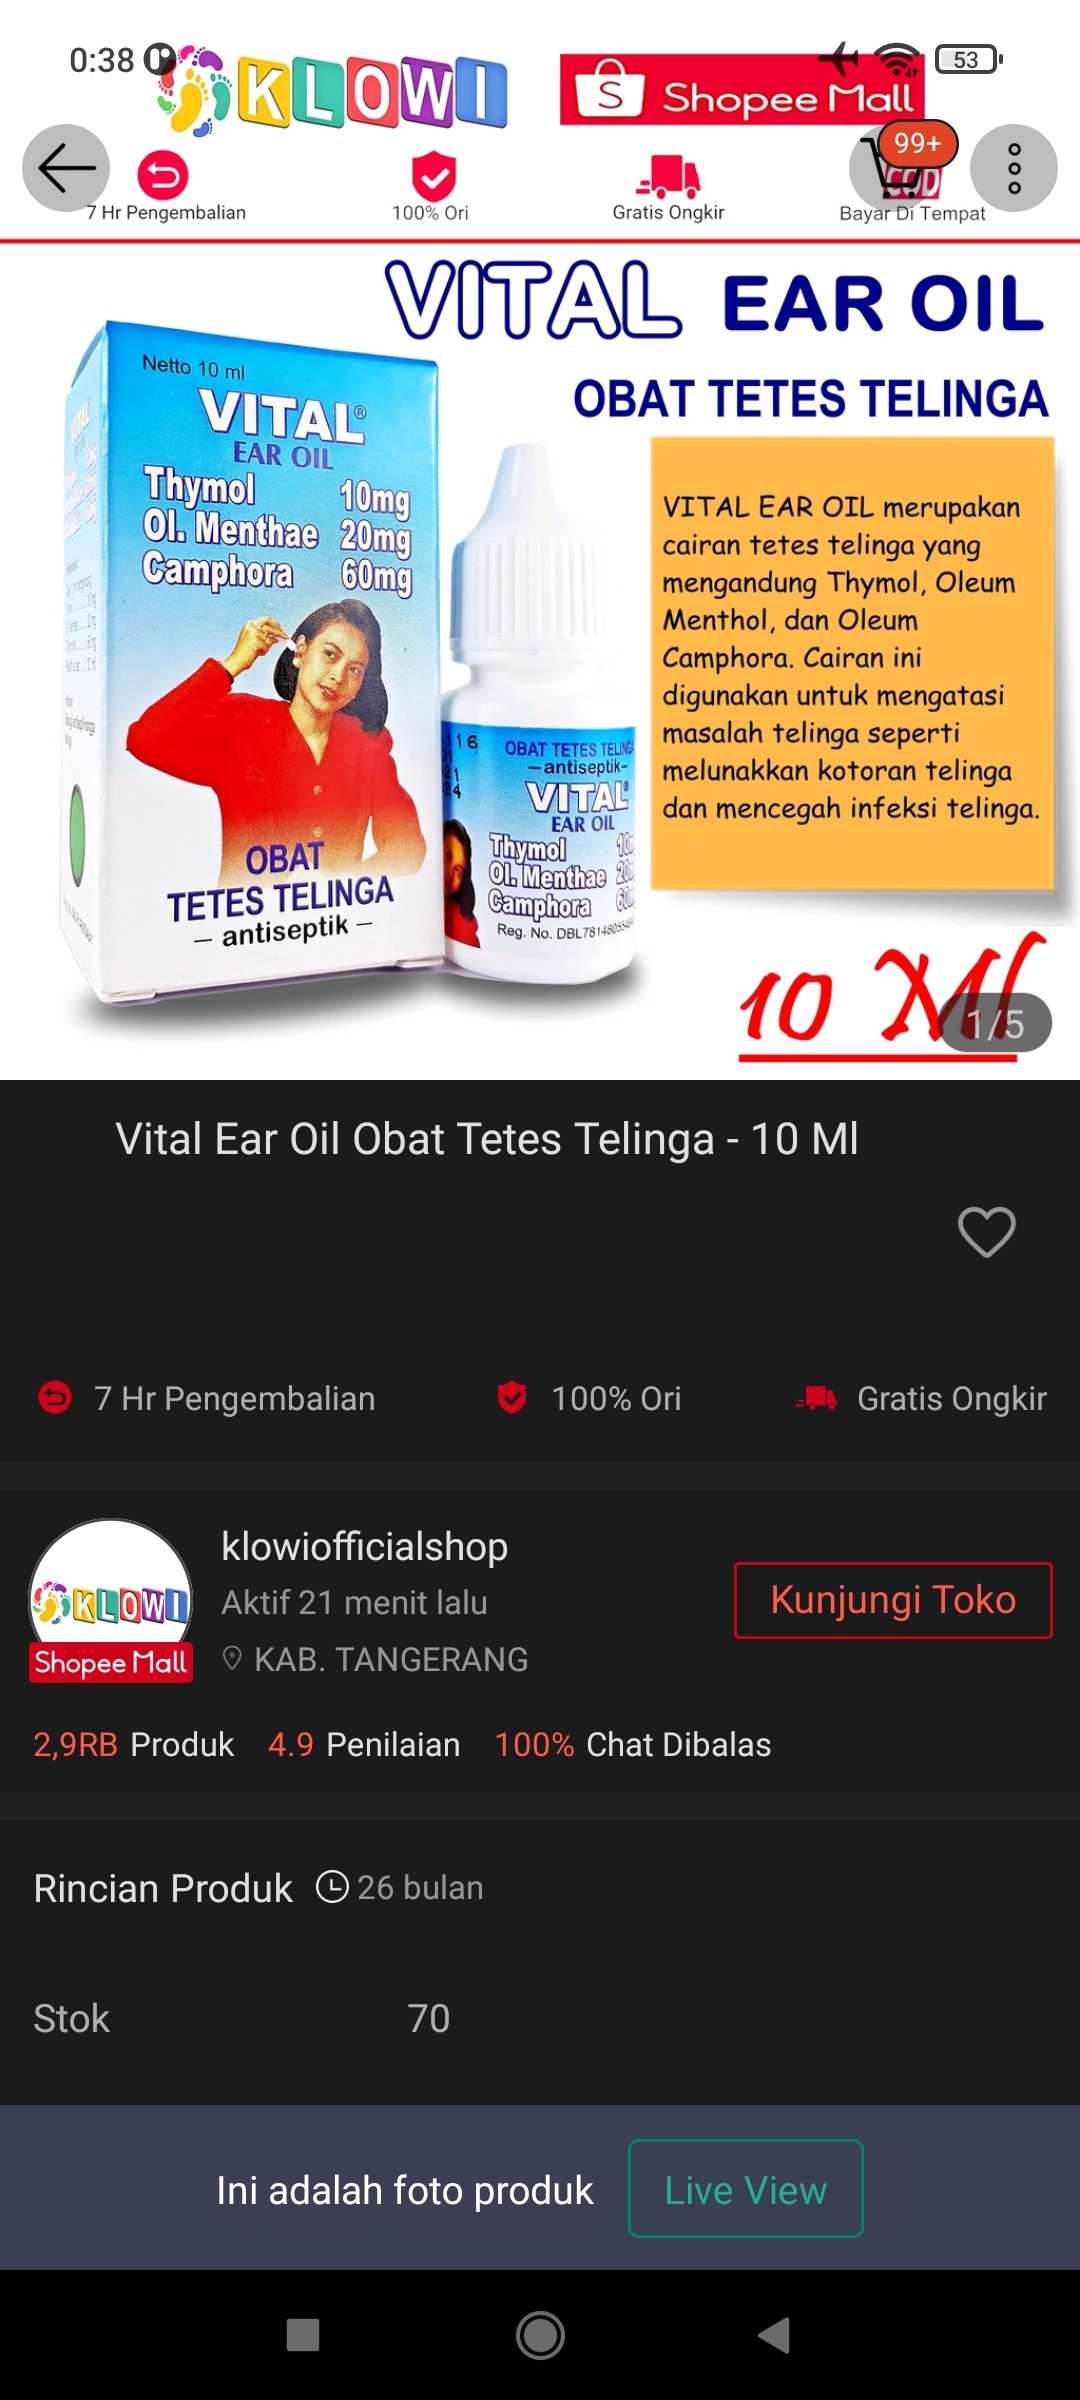 0:38
53
KLOWI
Shopee Mall
99+
COD
7 Hr Pengembalian
100% Ori
Gratis Ongkir
Bayar Di Tempat
VITAL EAR OIL
OBAT TETES TELINGA
Netto 10 ml
VITAL®
EAR OIL
Thymol 10mg
Ol. Menthae 20mg
Camphora 60mg
OBAT
TETES TELINGA
– antiseptik –
16
OBAT TETES TELINGA
–antiseptik–
VITAL
EAR OIL
Thymol
Ol. Menthae
Camphora
Reg. No.
VITAL EAR OIL merupakan
cairan tetes telinga yang
mengandung Thymol, Oleum
Menthol, dan Oleum
Camphora. Cairan ini
digunakan untuk mengatasi
masalah telinga seperti
melunakkan kotoran telinga
dan mencegah infeksi telinga.
10 Ml
1/5
Vital Ear Oil Obat Tetes Telinga - 10 Ml
7 Hr Pengembalian
100% Ori
Gratis Ongkir
KLOWI
Shopee Mall
klowiofficialshop
Aktif 21 menit lalu
KAB. TANGERANG
Kunjungi Toko
2,9RB Produk 4.9 Penilaian 100% Chat Dibalas
Rincian Produk 26 bulan
Stok 70
Ini adalah foto produk Live View